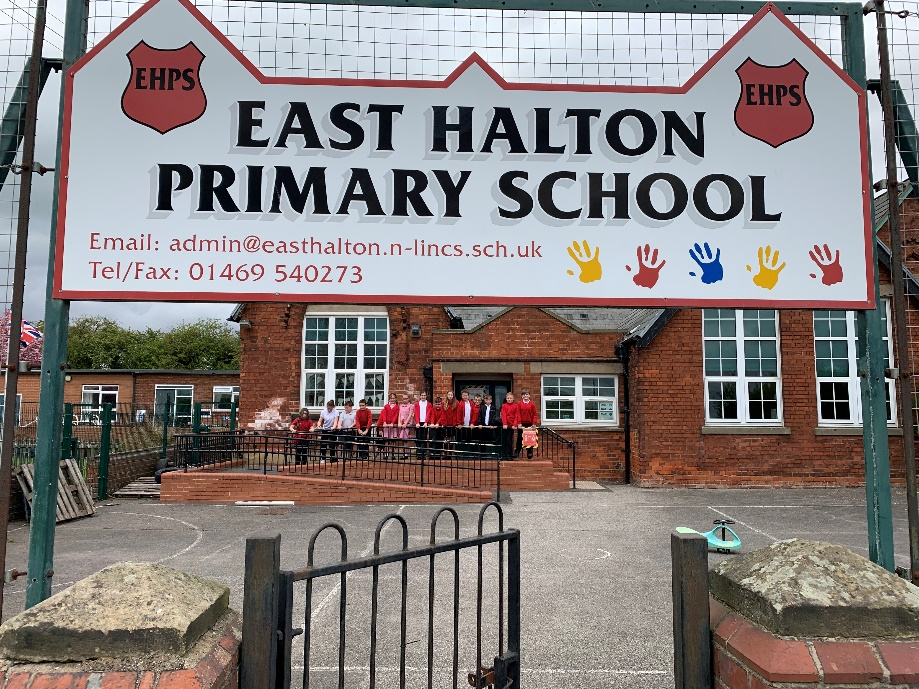 EHPS
EHPS
EAST HALTON
PRIMARY SCHOOL
Email: admin@easthalton.n-lincs.sch.uk
Tel/Fax: 01469 540273